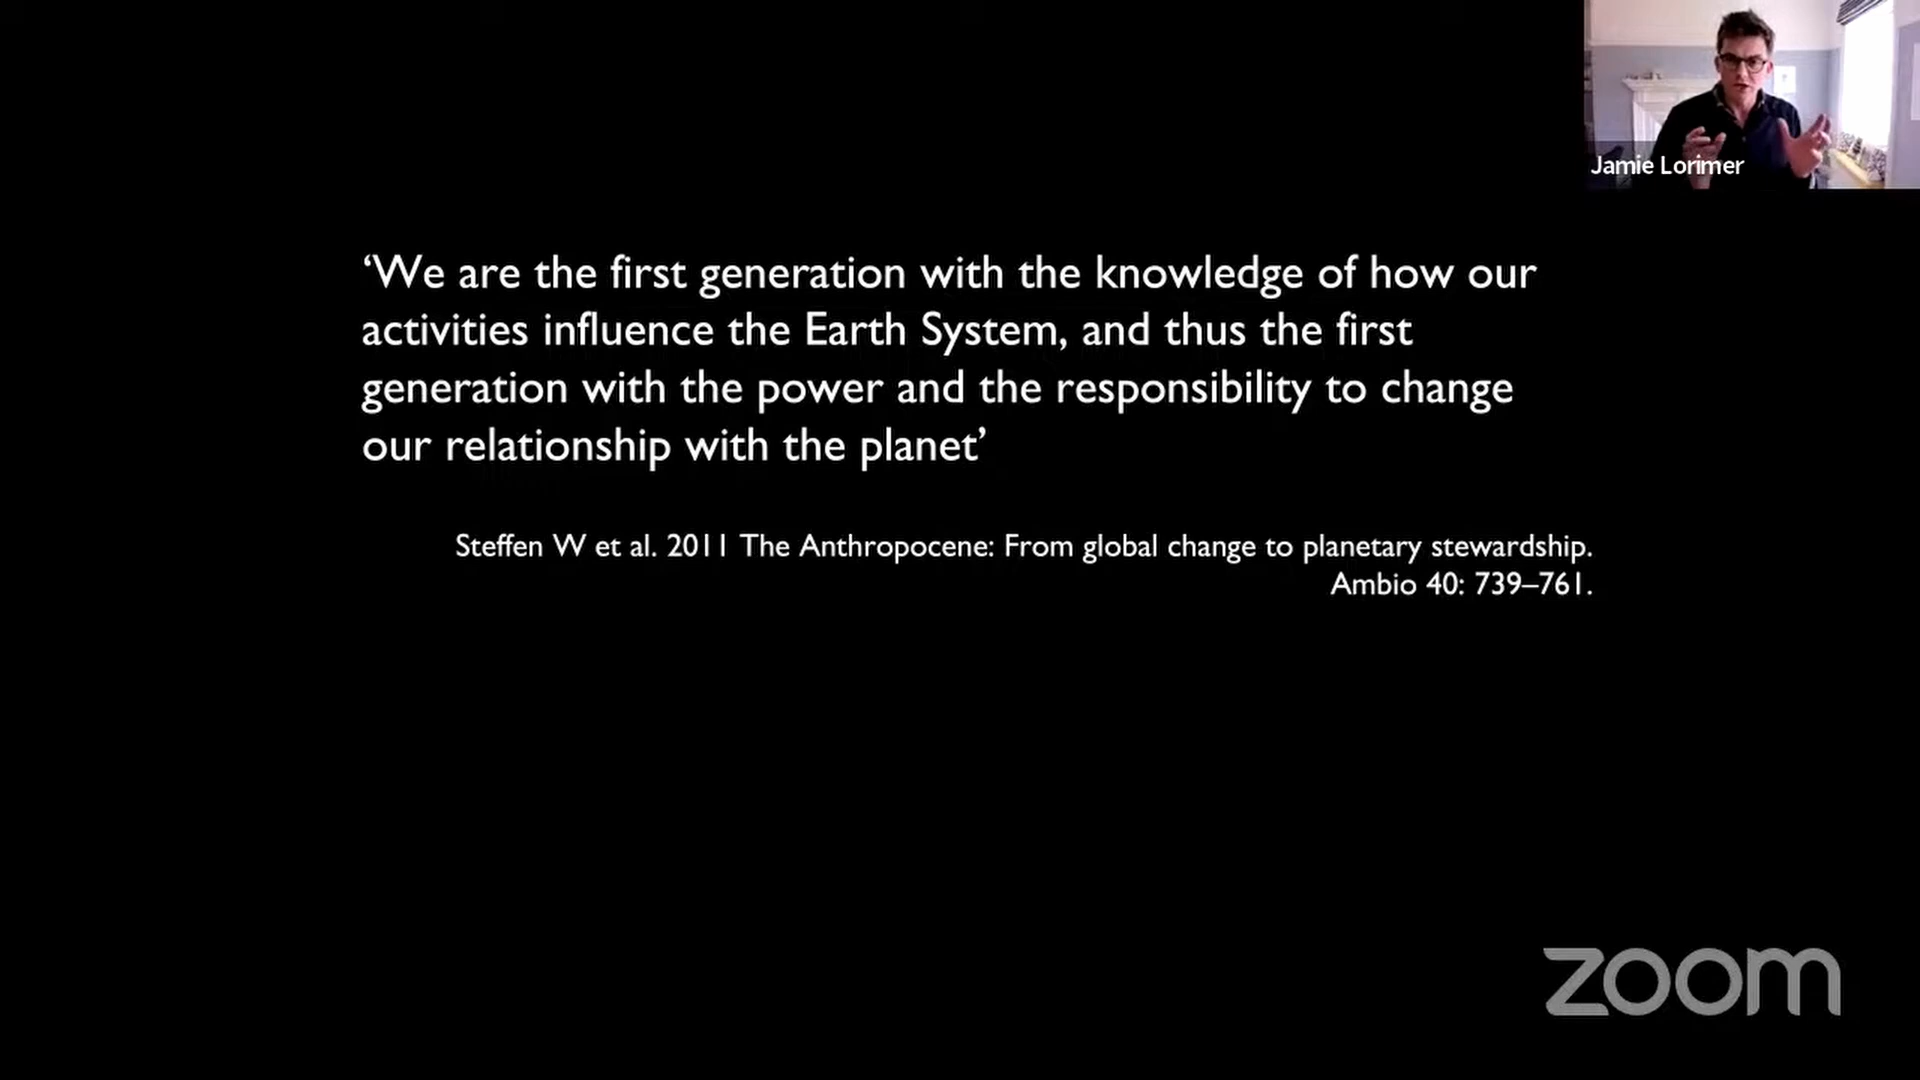 Jamie Lorimer
‘We are the first generation with the knowledge of how our
activities influence the Earth System, and thus the first
generation with the power and the responsibility to change
our relationship with the planet’
Steffen W et al. 2011 The Anthropocene: From global change to planetary stewardship.
Ambio 40: 739–761.
zoom